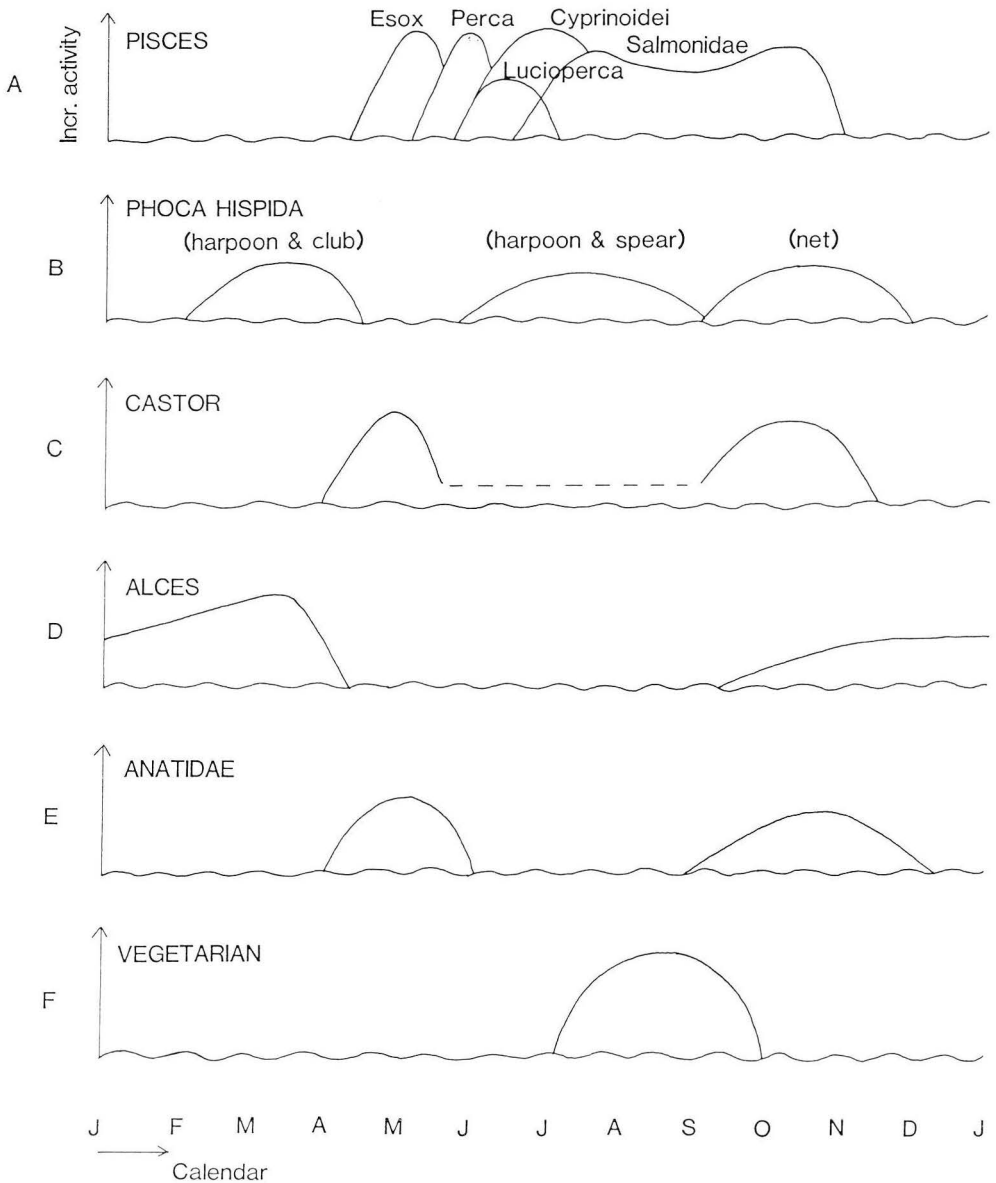 Esox Perca Cyprinoidei
PISCES
Salmonidae
Lucioperca
A
Incr. activity
PHOCA HISPIDA
(harpoon & club) (harpoon & spear) (net)
B
CASTOR
C
ALCES
D
ANATIDAE
E
VEGETARIAN
F
J F M A M J J A S O N D J
Calendar